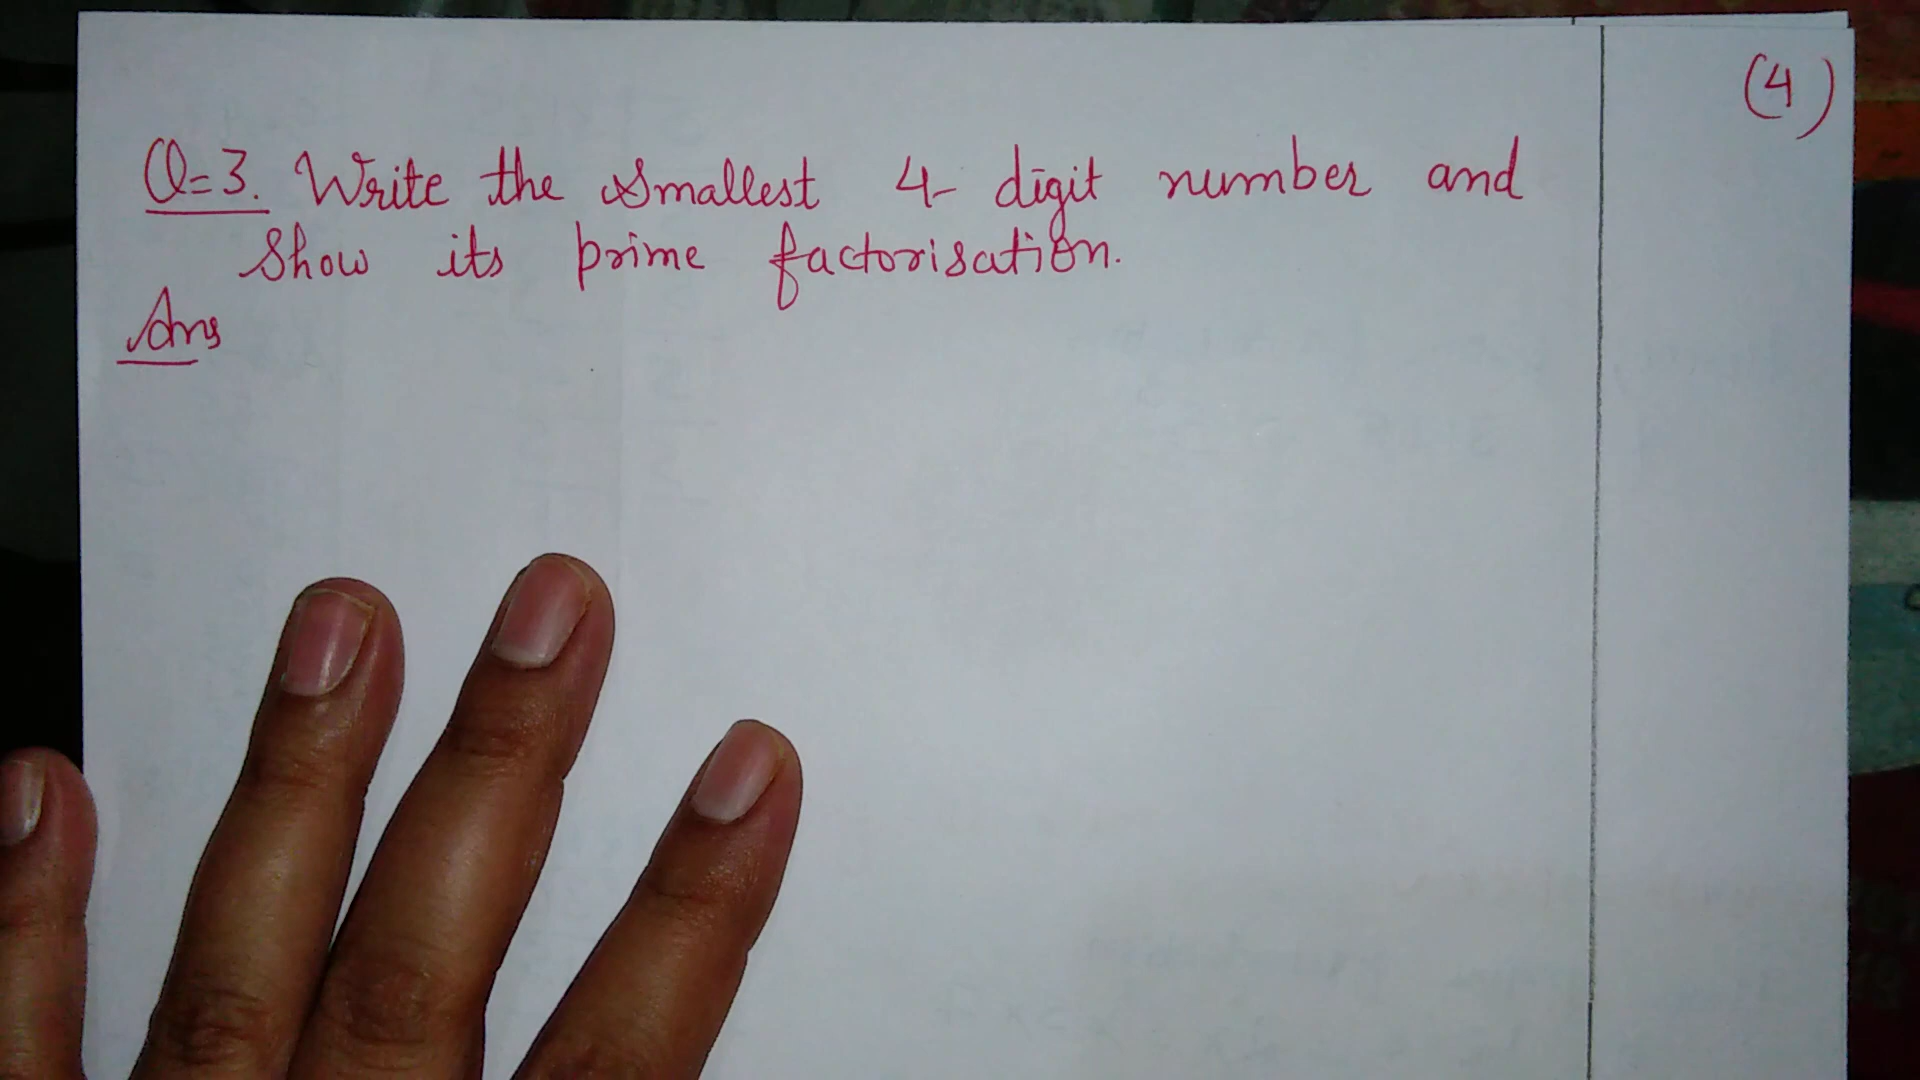 (4)
Q=3. Write the smallest 4- digit number and
Show its prime factorisation.
Ans